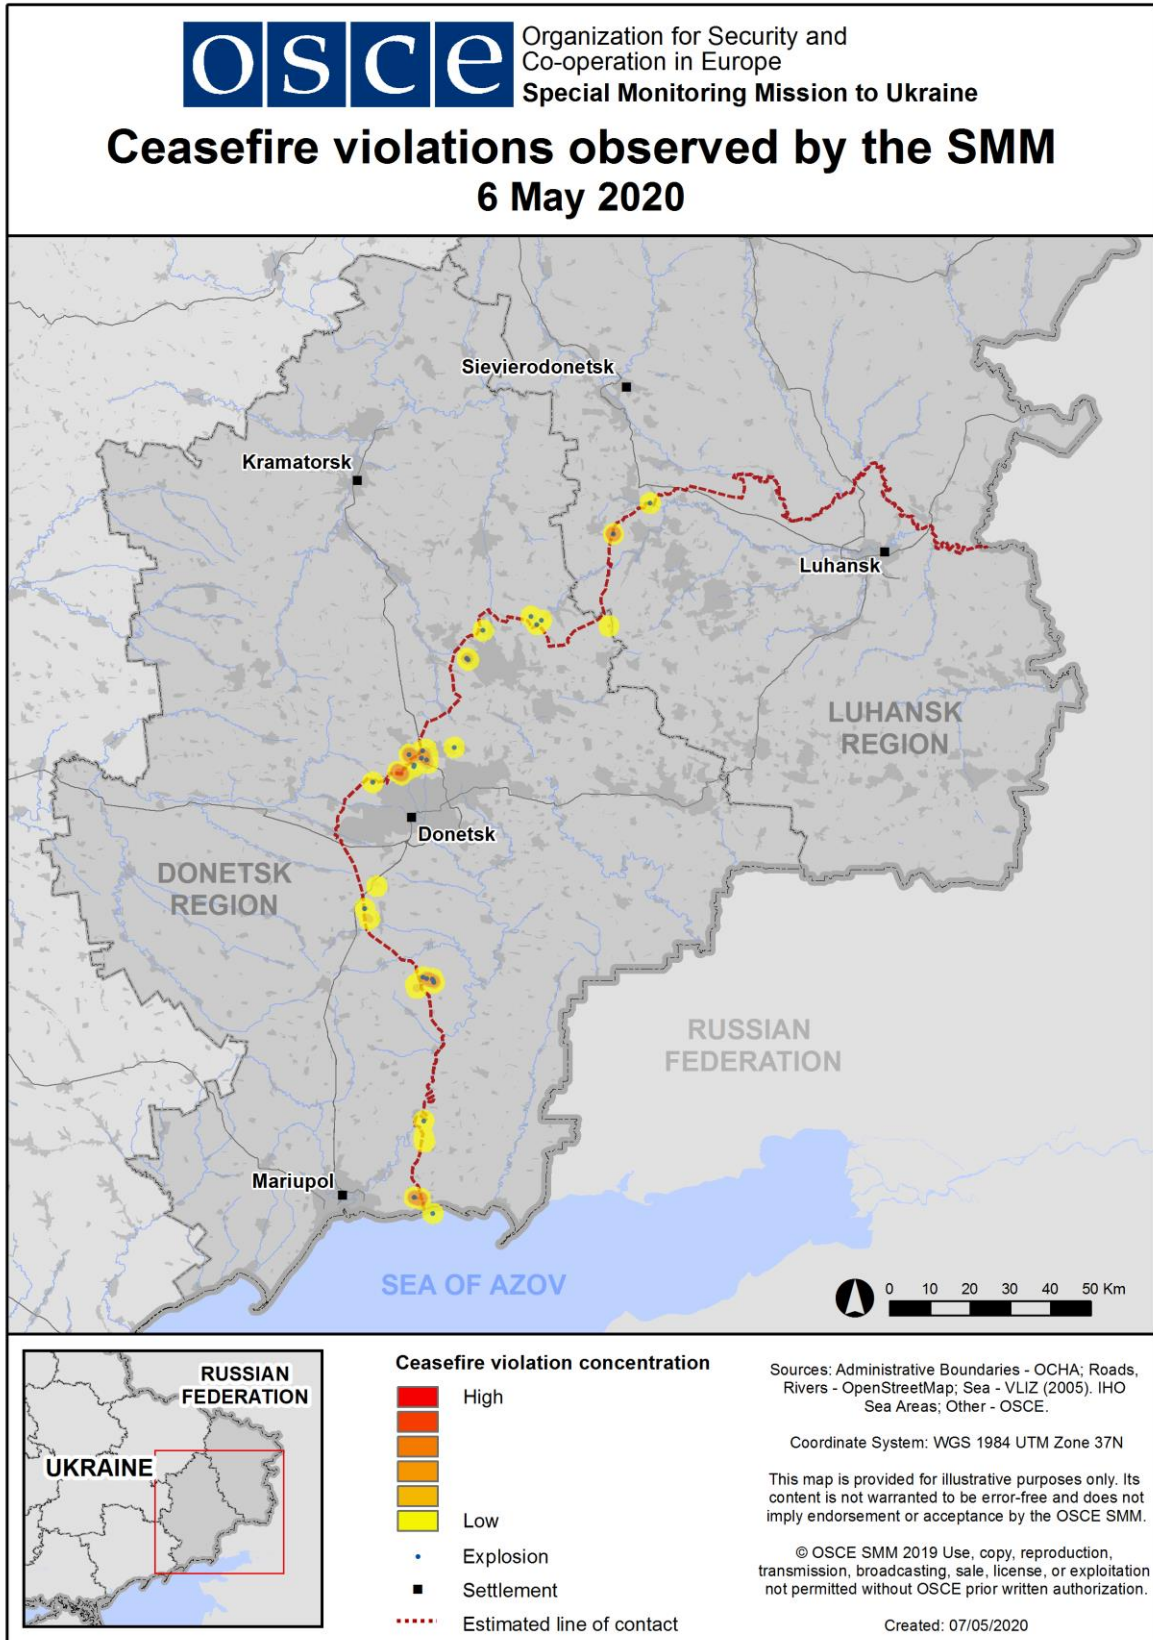 osce
Organization for Security and
Co-operation in Europe
Special Monitoring Mission to Ukraine
Ceasefire violations observed by the SMM
6 May 2020
Sievierodonetsk
Kramatorsk
Luhansk
LUHANSK
REGION
Donetsk
DONETSK
REGION
RUSSIAN
FEDERATION
Mariupol
SEA OF AZOV
0 10 20 30 40 50 Km
RUSSIAN
FEDERATION
UKRAINE
Ceasefire violation concentration
High
Low
Explosion
Settlement
Estimated line of contact
Sources: Administrative Boundaries - OCHA; Roads,
Rivers - OpenStreetMap; Sea - VLIZ (2005). IHO
Sea Areas; Other - OSCE.
Coordinate System: WGS 1984 UTM Zone 37N
This map is provided for illustrative purposes only. Its
content is not warranted to be error-free and does not
imply endorsement or acceptance by the OSCE SMM.
© OSCE SMM 2019 Use, copy, reproduction,
transmission, broadcasting, sale, license, or exploitation
not permitted without OSCE prior written authorization.
Created: 07/05/2020